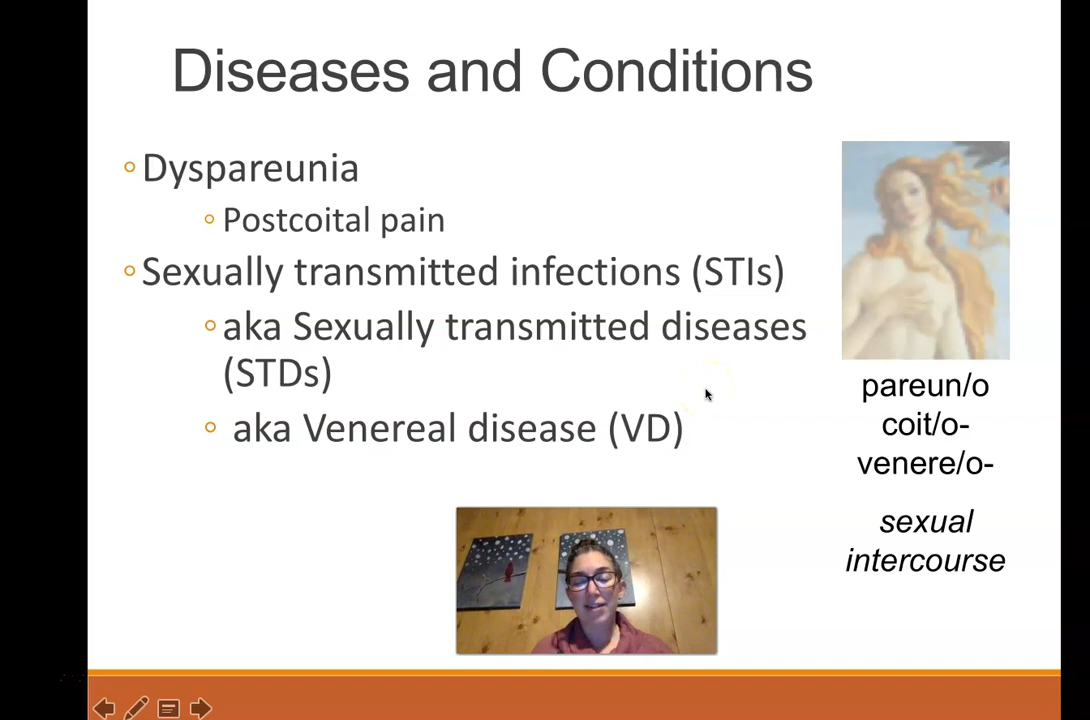 Diseases and Conditions
Dyspareunia
Postcoital pain
Sexually transmitted infections (STIs)
aka Sexually transmitted diseases
(STDs)
aka Venereal disease (VD)
pareun/o
coit/o-
venere/o-
sexual
intercourse